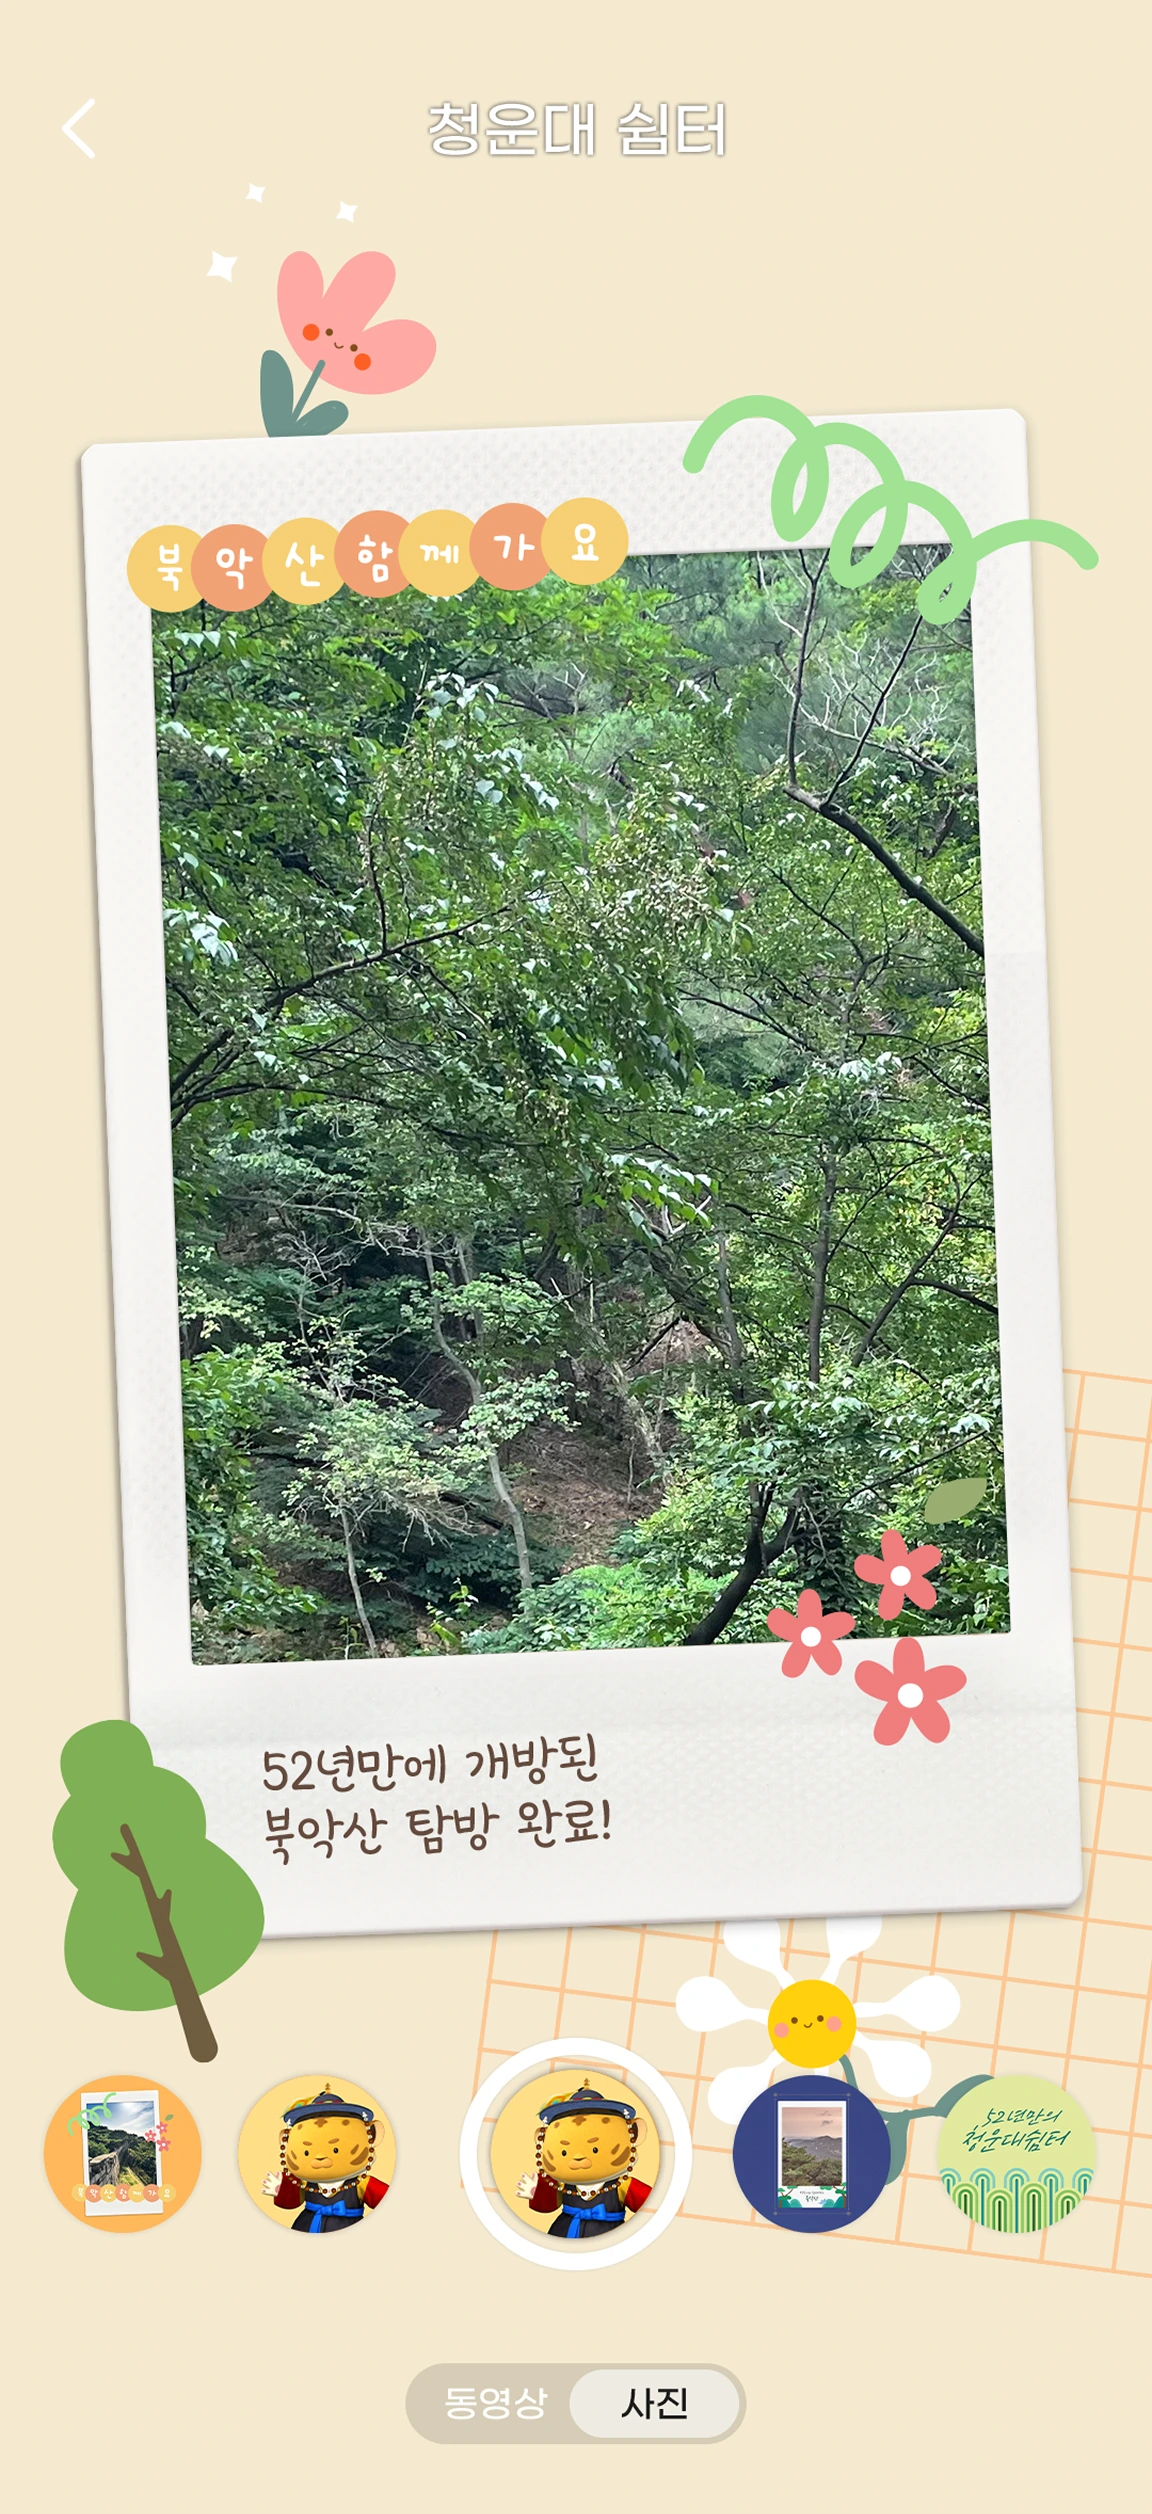 청운대 쉼터
북악산함께가요
52년만에 개방된
북악산 탐방 완료!
52년만의
청운대쉼터
동영상
사진